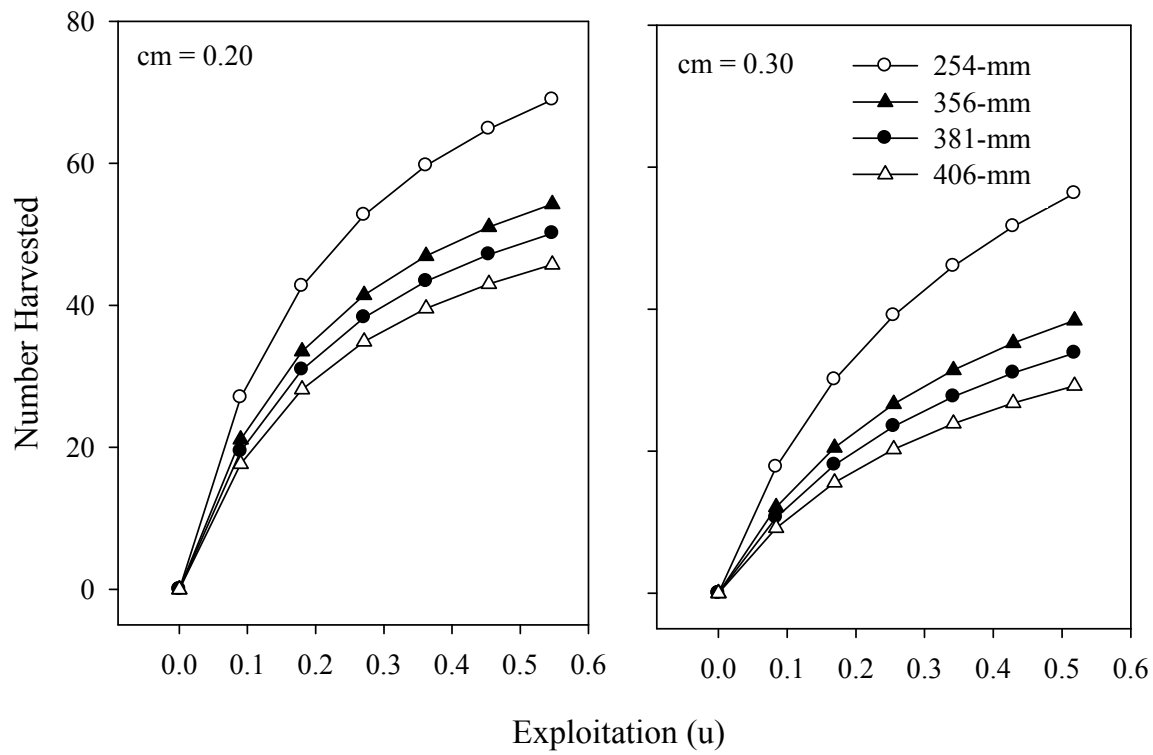 80
60
40
20
0
Number Harvested
cm = 0.20
0.0 0.1 0.2 0.3 0.4 0.5 0.6
cm = 0.30
254-mm
356-mm
381-mm
406-mm
0.0 0.1 0.2 0.3 0.4 0.5 0.6
Exploitation (u)